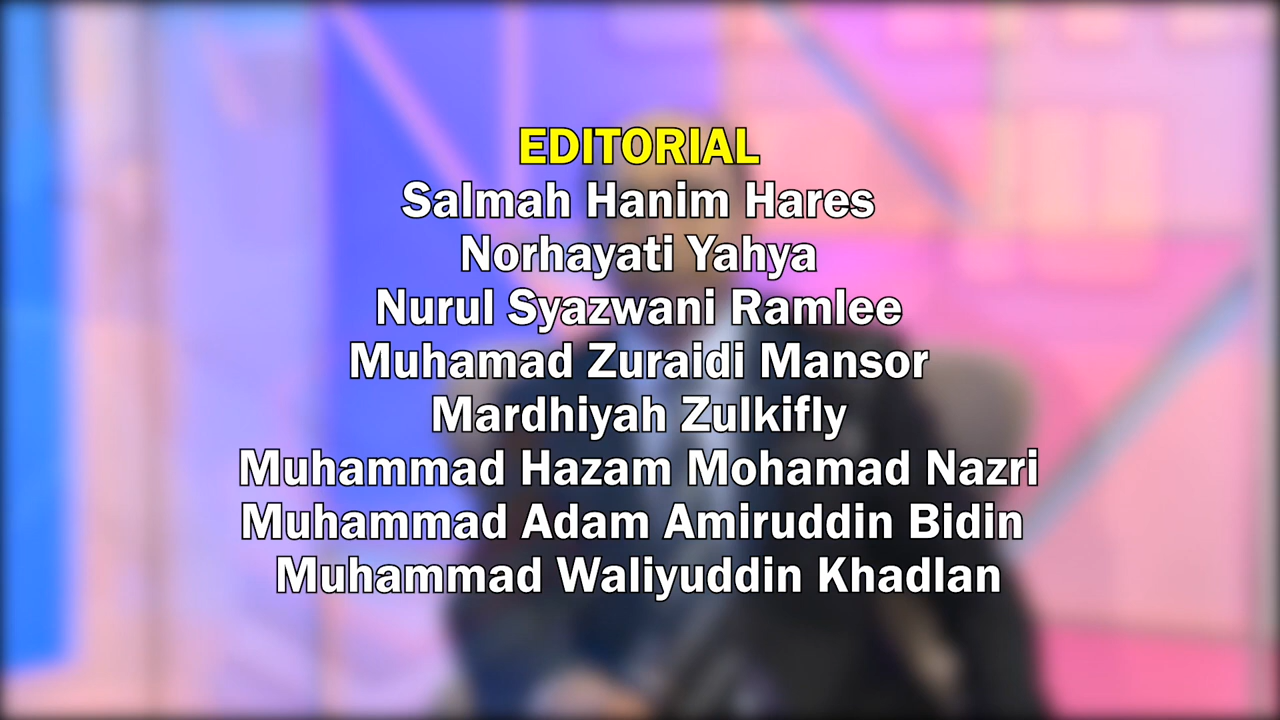 EDITORIAL
Salmah Hanim Hares
Norhayati Yahya
Nurul Syazwani Ramlee
Muhamad Zuraidi Mansor
Mardhiyah Zulkifly
Muhammad Hazam Mohamad Nazri
Muhammad Adam Amiruddin Bidin
Muhammad Waliyuddin Khadlan